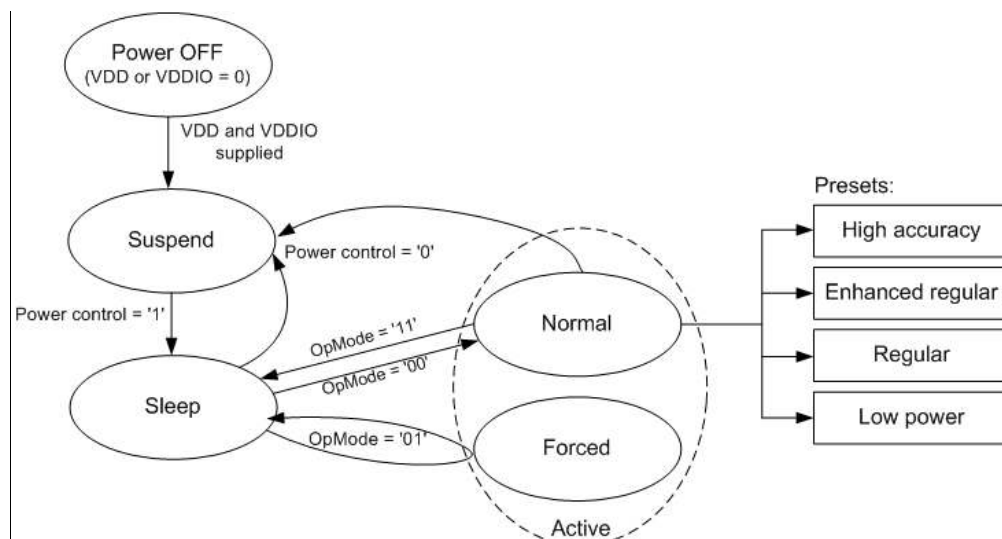 Power OFF
(VDD or VDDIO = 0)
VDD and VDDIO
supplied
Presets:
High accuracy
Suspend
Power control = '0'
Enhanced regular
Power control = '1'
Normal
OpMode = '11'
Regular
OpMode = '00'
Sleep
Low power
OpMode = '01'
Forced
Active